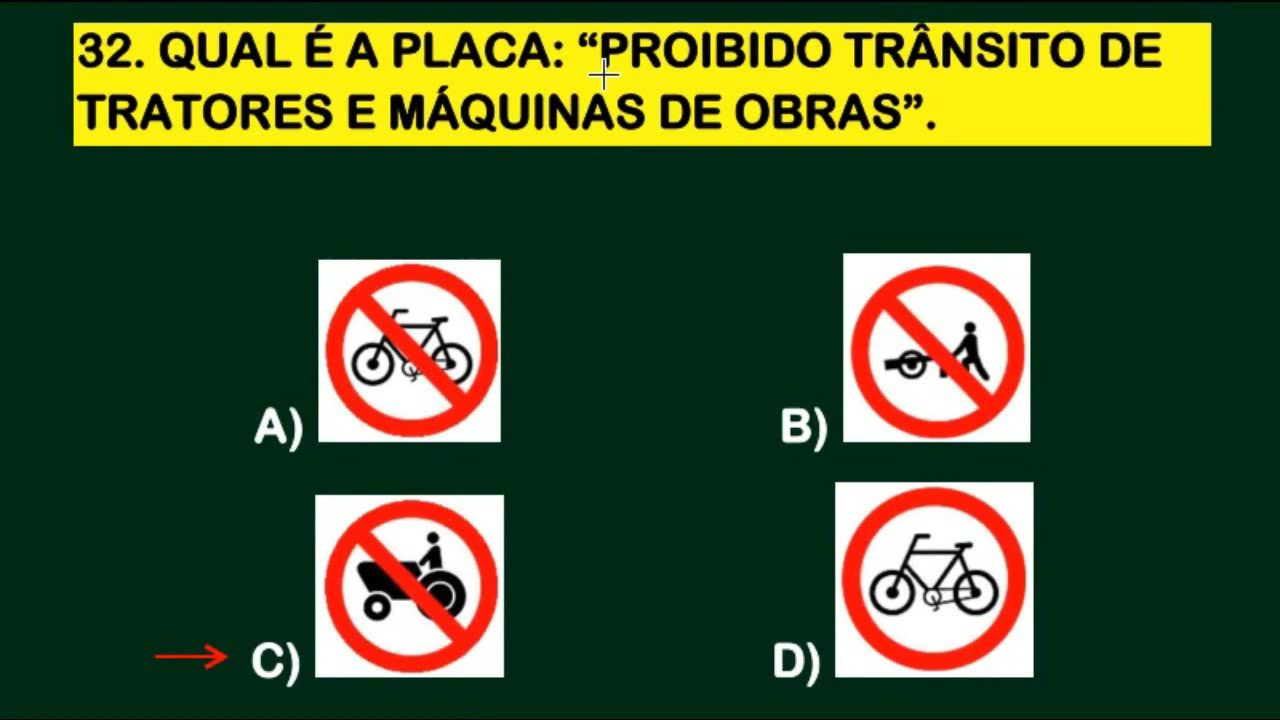 32. QUAL É A PLACA: “PROIBIDO TRÂNSITO DE
TRATORES E MÁQUINAS DE OBRAS”.
A)
B)
C)
D)